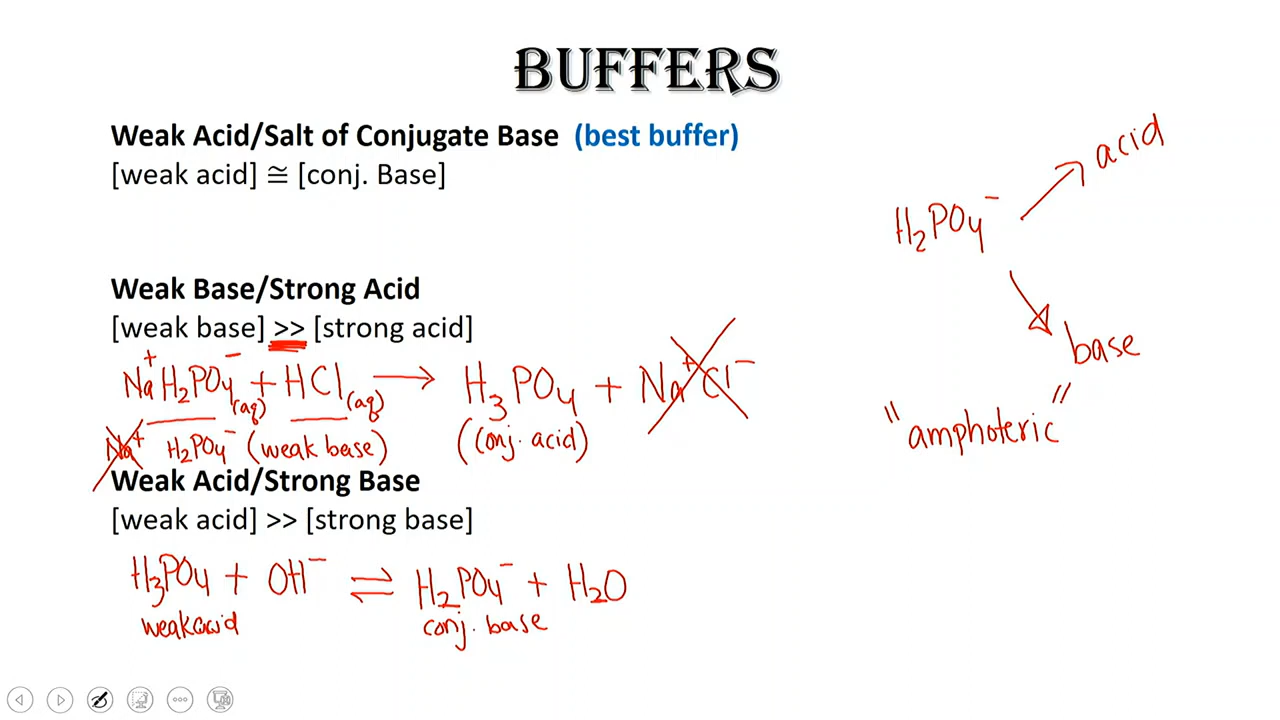 BUFFERS
Weak Acid/Salt of Conjugate Base (best buffer)
[weak acid] ≅ [conj. Base]
Weak Base/Strong Acid
[weak base] >> [strong acid]
Na⁺H₂PO₄⁻(aq) + HCl(aq) → H₃PO₄ + Na⁺Cl⁻
Na⁺ H₂PO₄⁻ (weak base) (conj. acid)
Weak Acid/Strong Base
[weak acid] >> [strong base]
H₃PO₄ + OH⁻ ⇌ H₂PO₄⁻ + H₂O
weak acid conj. base
acid
H₂PO₄⁻
base
"amphoteric"